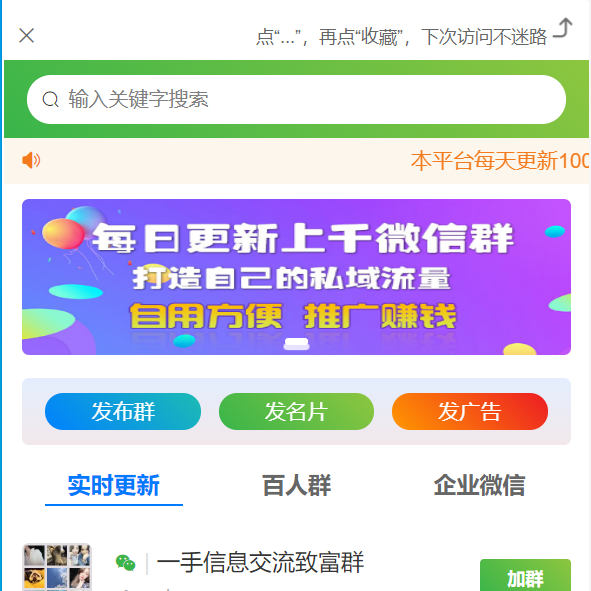 点“...”，再点“收藏”，下次访问不迷路
输入关键字搜索
本平台每天更新100
每日更新上千微信群
打造自己的私域流量
自用方便 推广赚钱
发布群 发名片 发广告
实时更新 百人群 企业微信
一手信息交流致富群
加群